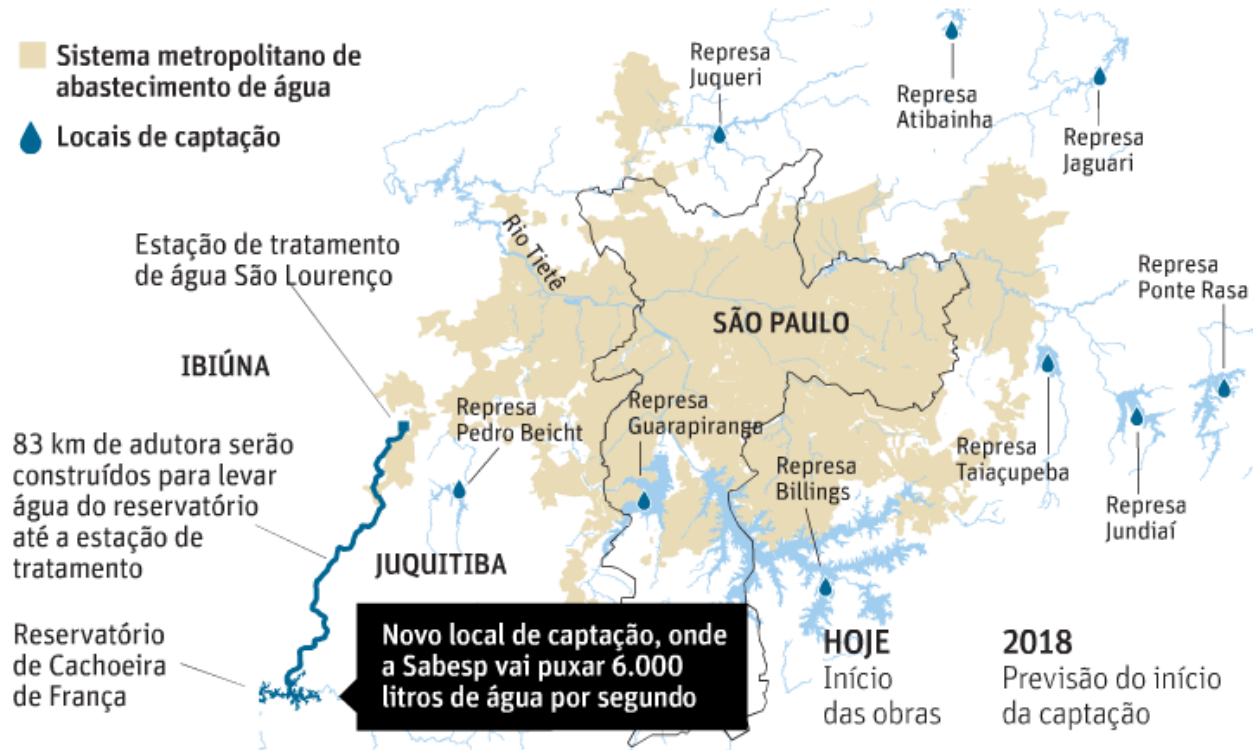 Sistema metropolitano de
abastecimento de água
Locais de captação
Represa
Juqueri
Represa
Atibainha
Represa
Jaguari
Estação de tratamento
de água São Lourenço
Rio Tietê
Represa
Ponte Rasa
SÃO PAULO
IBIÚNA
Represa
Pedro Beicht
Represa
Guarapiranga
83 km de adutora serão
construídos para levar
água do reservatório
até a estação de
tratamento
Represa
Billings
Represa
Taiaçupeba
Represa
Jundiaí
JUQUITIBA
Reservatório
de Cachoeira
de França
Novo local de captação, onde
a Sabesp vai puxar 6.000
litros de água por segundo
HOJE
Início
das obras
2018
Previsão do início
da captação